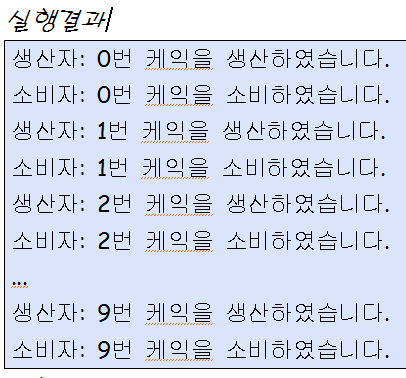 실행결과
생산자: 0번 케익을 생산하였습니다.
소비자: 0번 케익을 소비하였습니다.
생산자: 1번 케익을 생산하였습니다.
소비자: 1번 케익을 소비하였습니다.
생산자: 2번 케익을 생산하였습니다.
소비자: 2번 케익을 소비하였습니다.
...
생산자: 9번 케익을 생산하였습니다.
소비자: 9번 케익을 소비하였습니다.